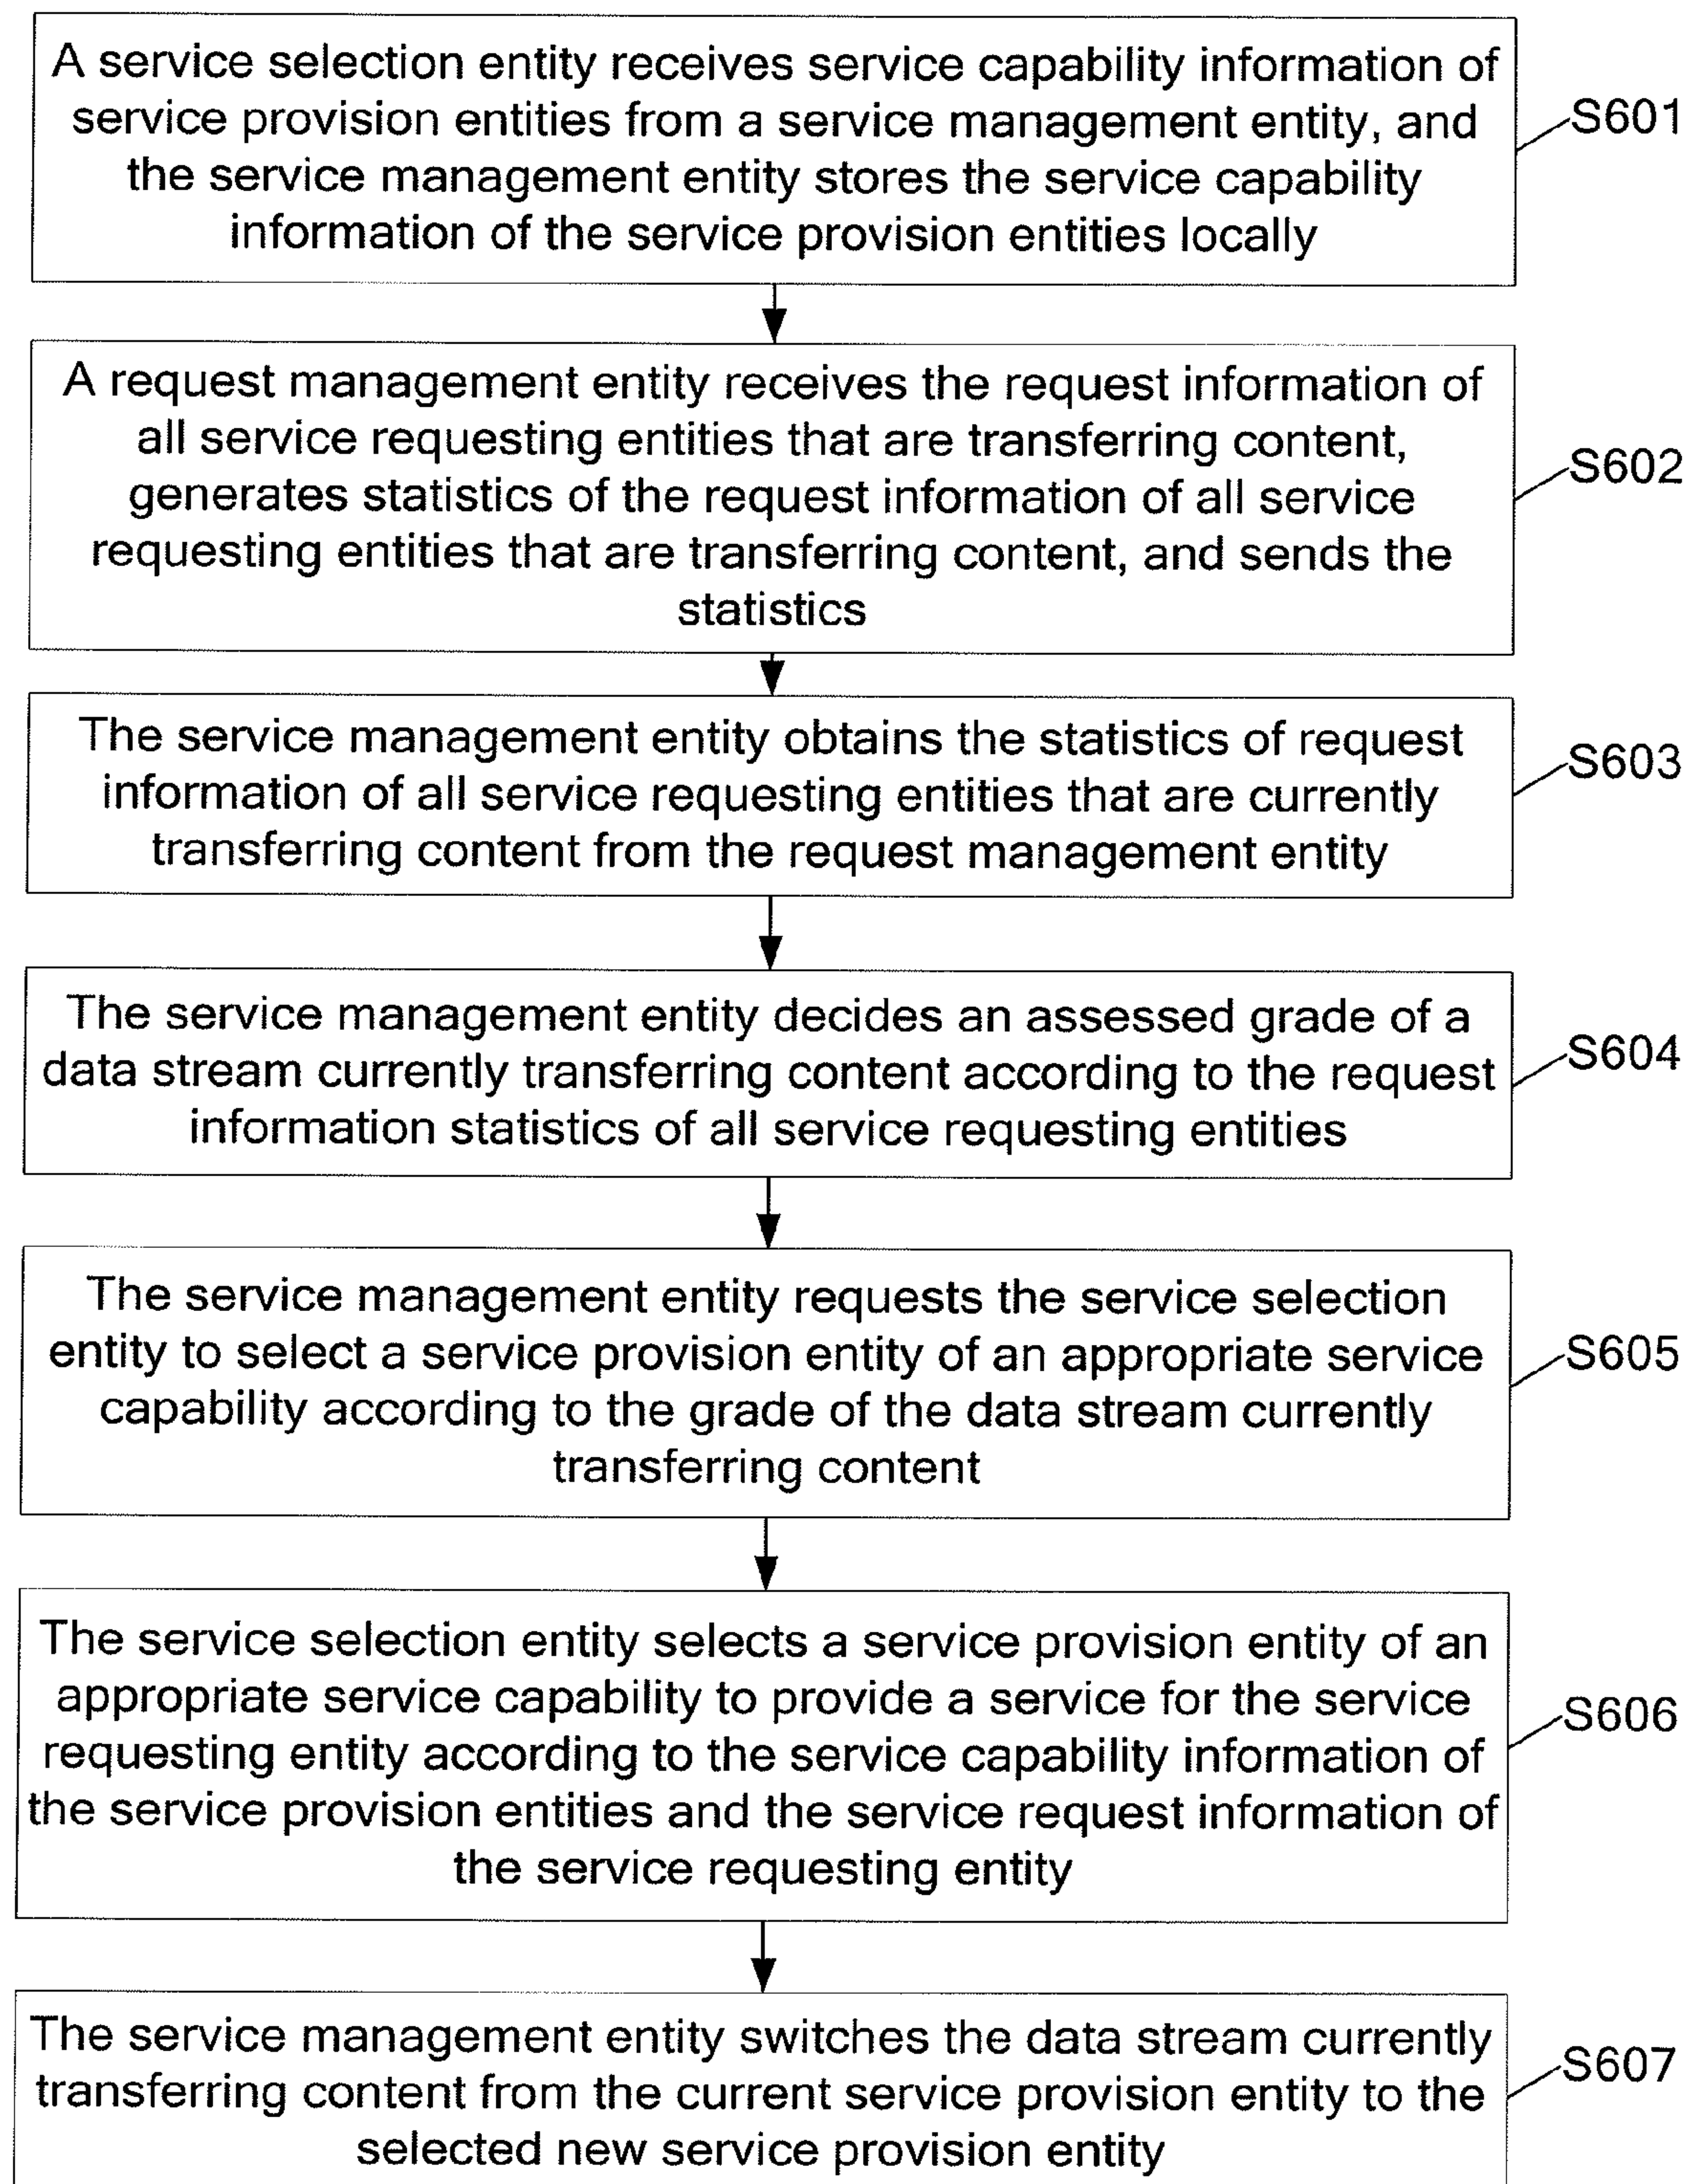 A service selection entity receives service capability information of
service provision entities from a service management entity, and
the service management entity stores the service capability
information of the service provision entities locally
S601
A request management entity receives the request information of
all service requesting entities that are transferring content,
generates statistics of the request information of all service
requesting entities that are transferring content, and sends the
statistics
S602
The service management entity obtains the statistics of request
information of all service requesting entities that are currently
transferring content from the request management entity
S603
The service management entity decides an assessed grade of a
data stream currently transferring content according to the request
information statistics of all service requesting entities
S604
The service management entity requests the service selection
entity to select a service provision entity of an appropriate service
capability according to the grade of the data stream currently
transferring content
S605
The service selection entity selects a service provision entity of an
appropriate service capability to provide a service for the service
requesting entity according to the service capability information of
the service provision entities and the service request information of
the service requesting entity
S606
The service management entity switches the data stream currently
transferring content from the current service provision entity to the
selected new service provision entity
S607